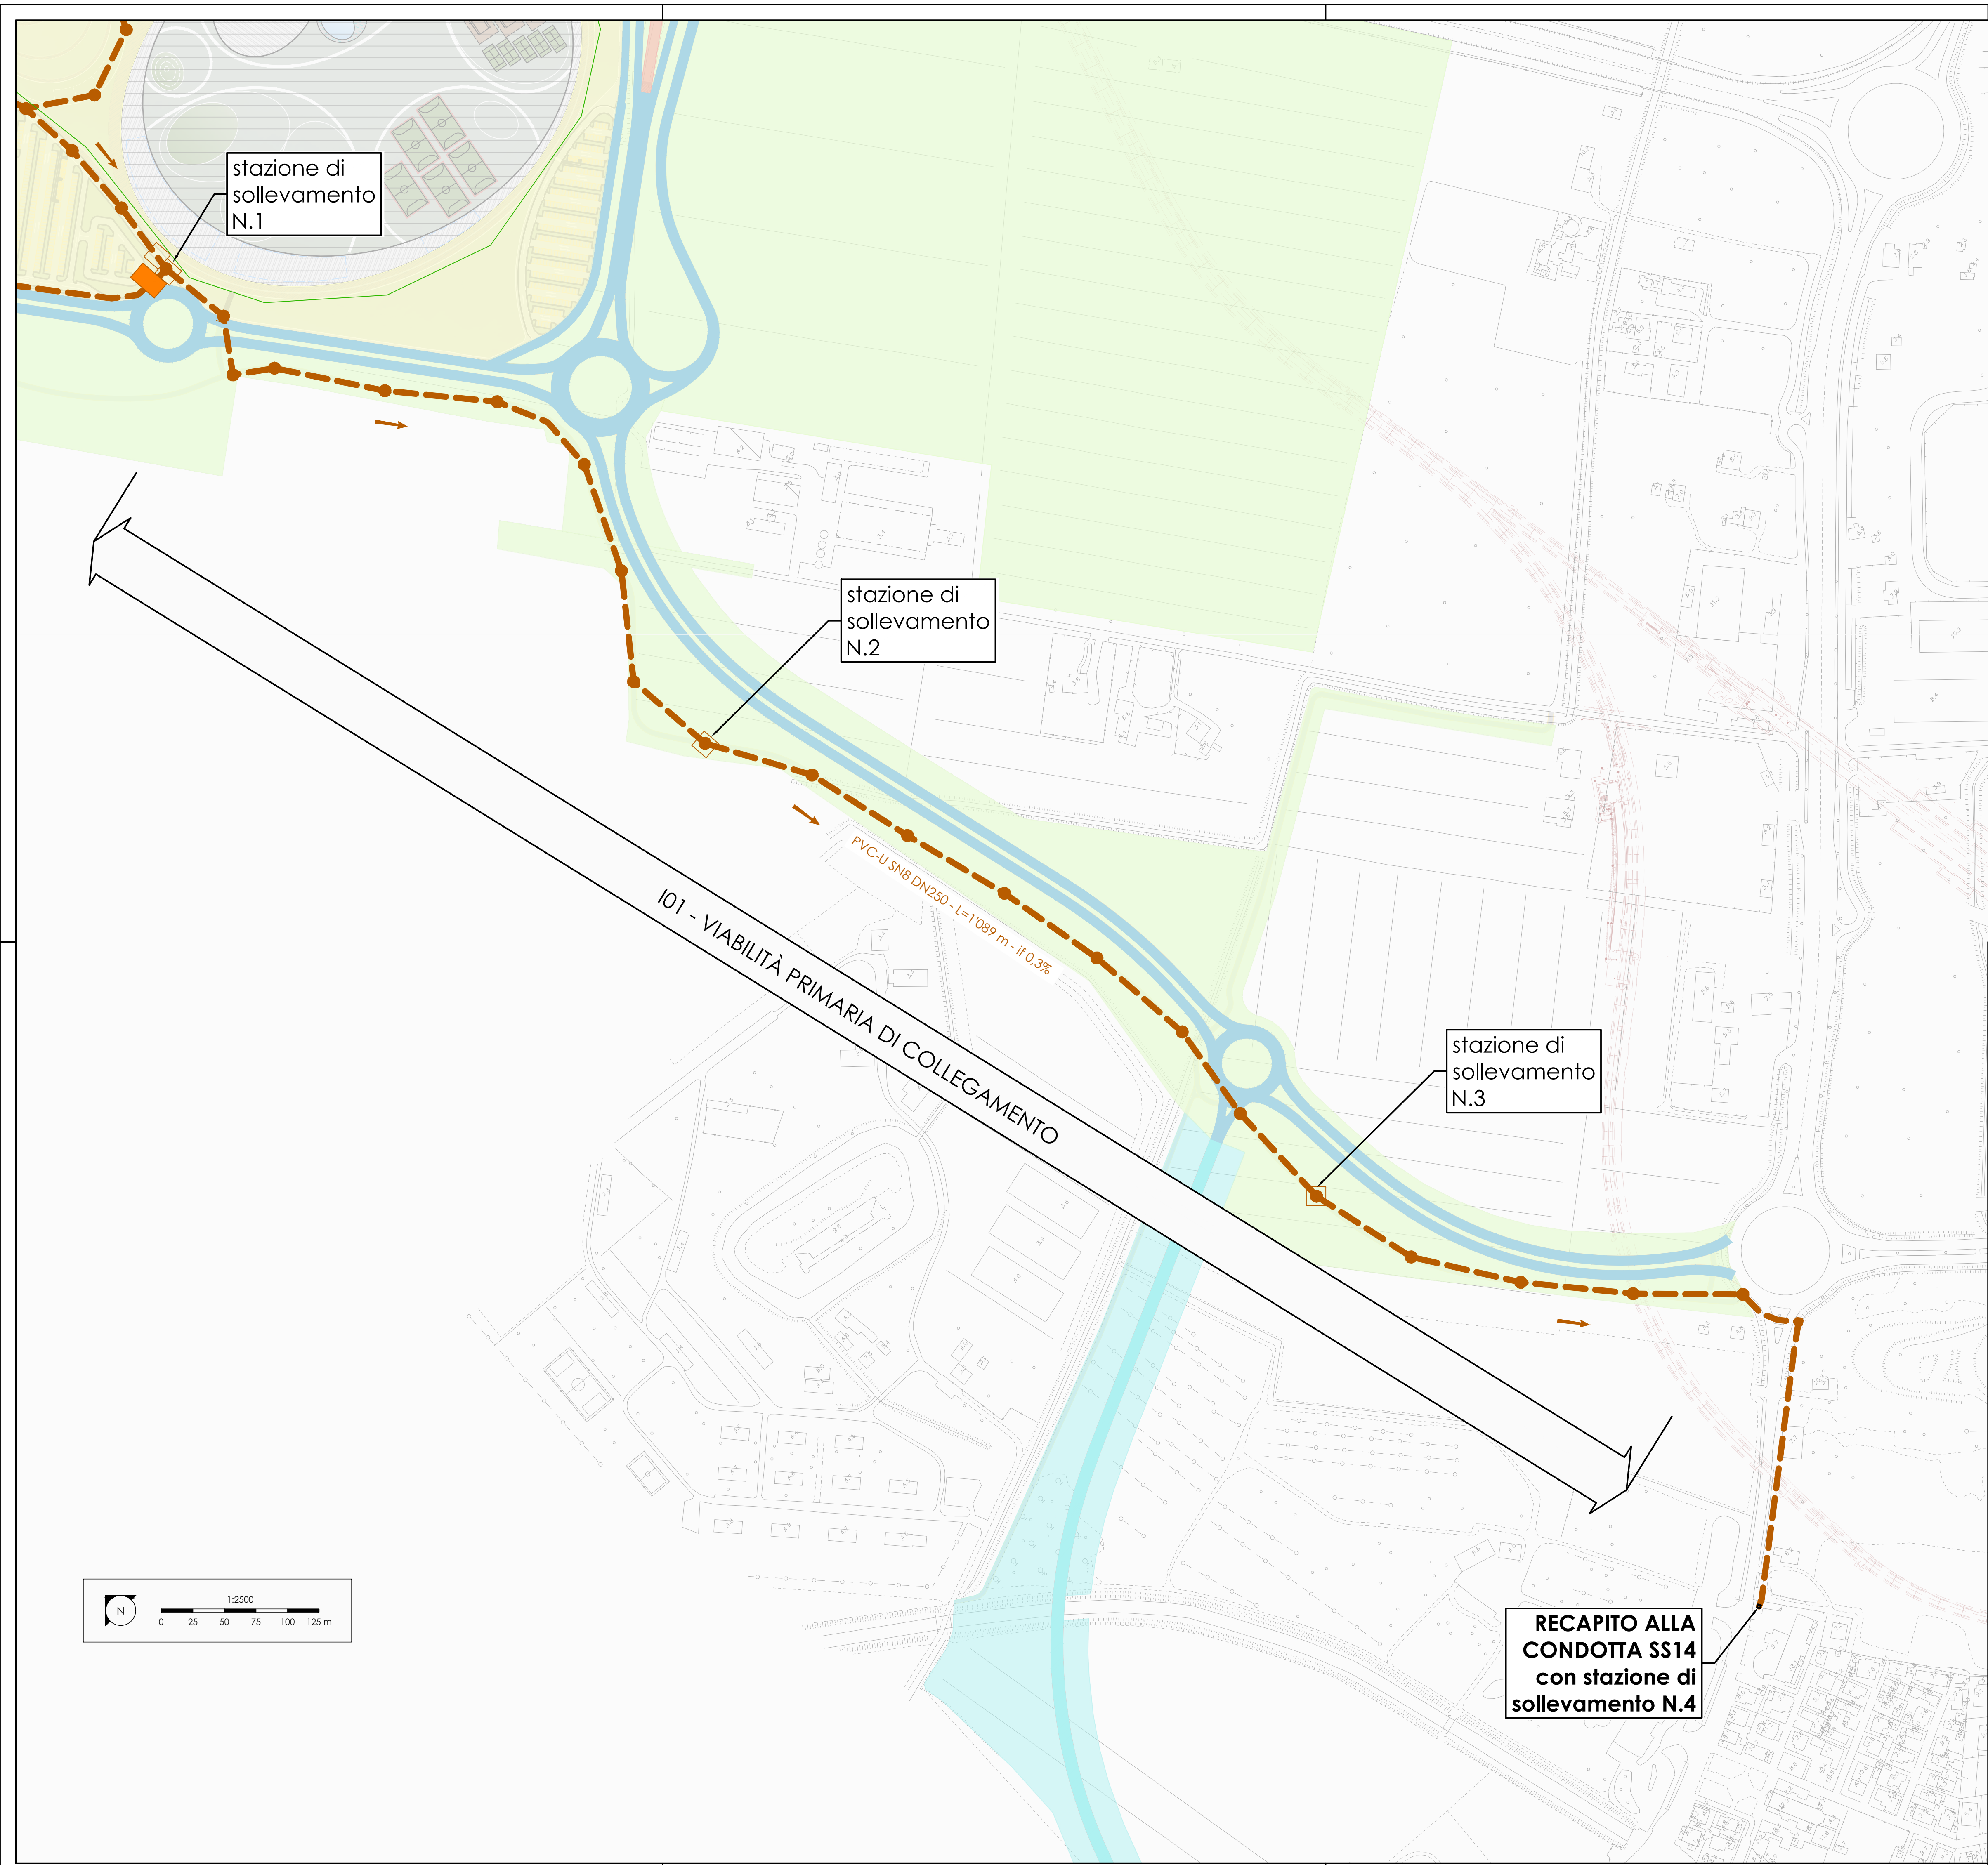 stazione di
sollevamento
N.1
stazione di
sollevamento
N.2
PVC-U SN8 DN250 - L=1'089 m - if 0,3%
I01 - VIABILITÀ PRIMARIA DI COLLEGAMENTO
stazione di
sollevamento
N.3
N
1:2500
0 25 50 75 100 125 m
RECAPITO ALLA
CONDOTTA SS14
con stazione di
sollevamento N.4